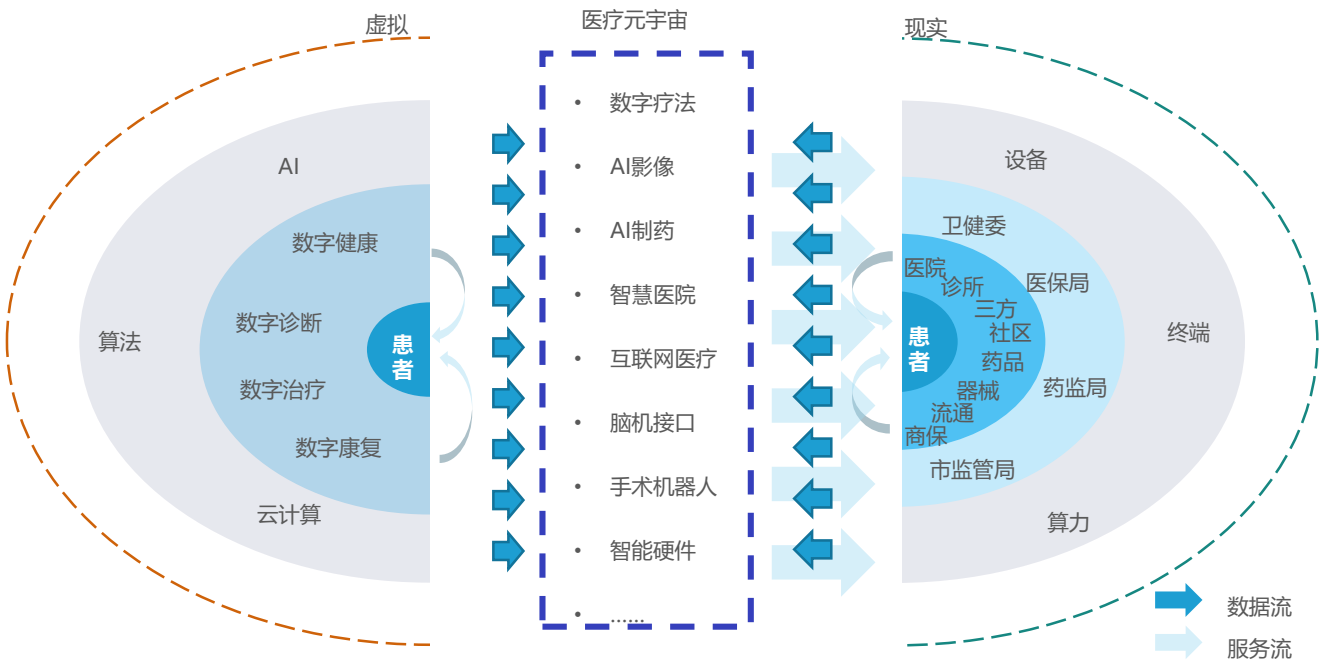 虚拟
医疗元宇宙
现实
AI
数字健康
数字诊断
算法
患者
数字治疗
数字康复
云计算
• 数字疗法
• AI影像
• AI制药
• 智慧医院
• 互联网医疗
• 脑机接口
• 手术机器人
• 智能硬件
• ……
设备
卫健委
医院
诊所
医保局
三方
社区
终端
患者
药品
药监局
器械
流通
商保
市监管局
算力
数据流
服务流